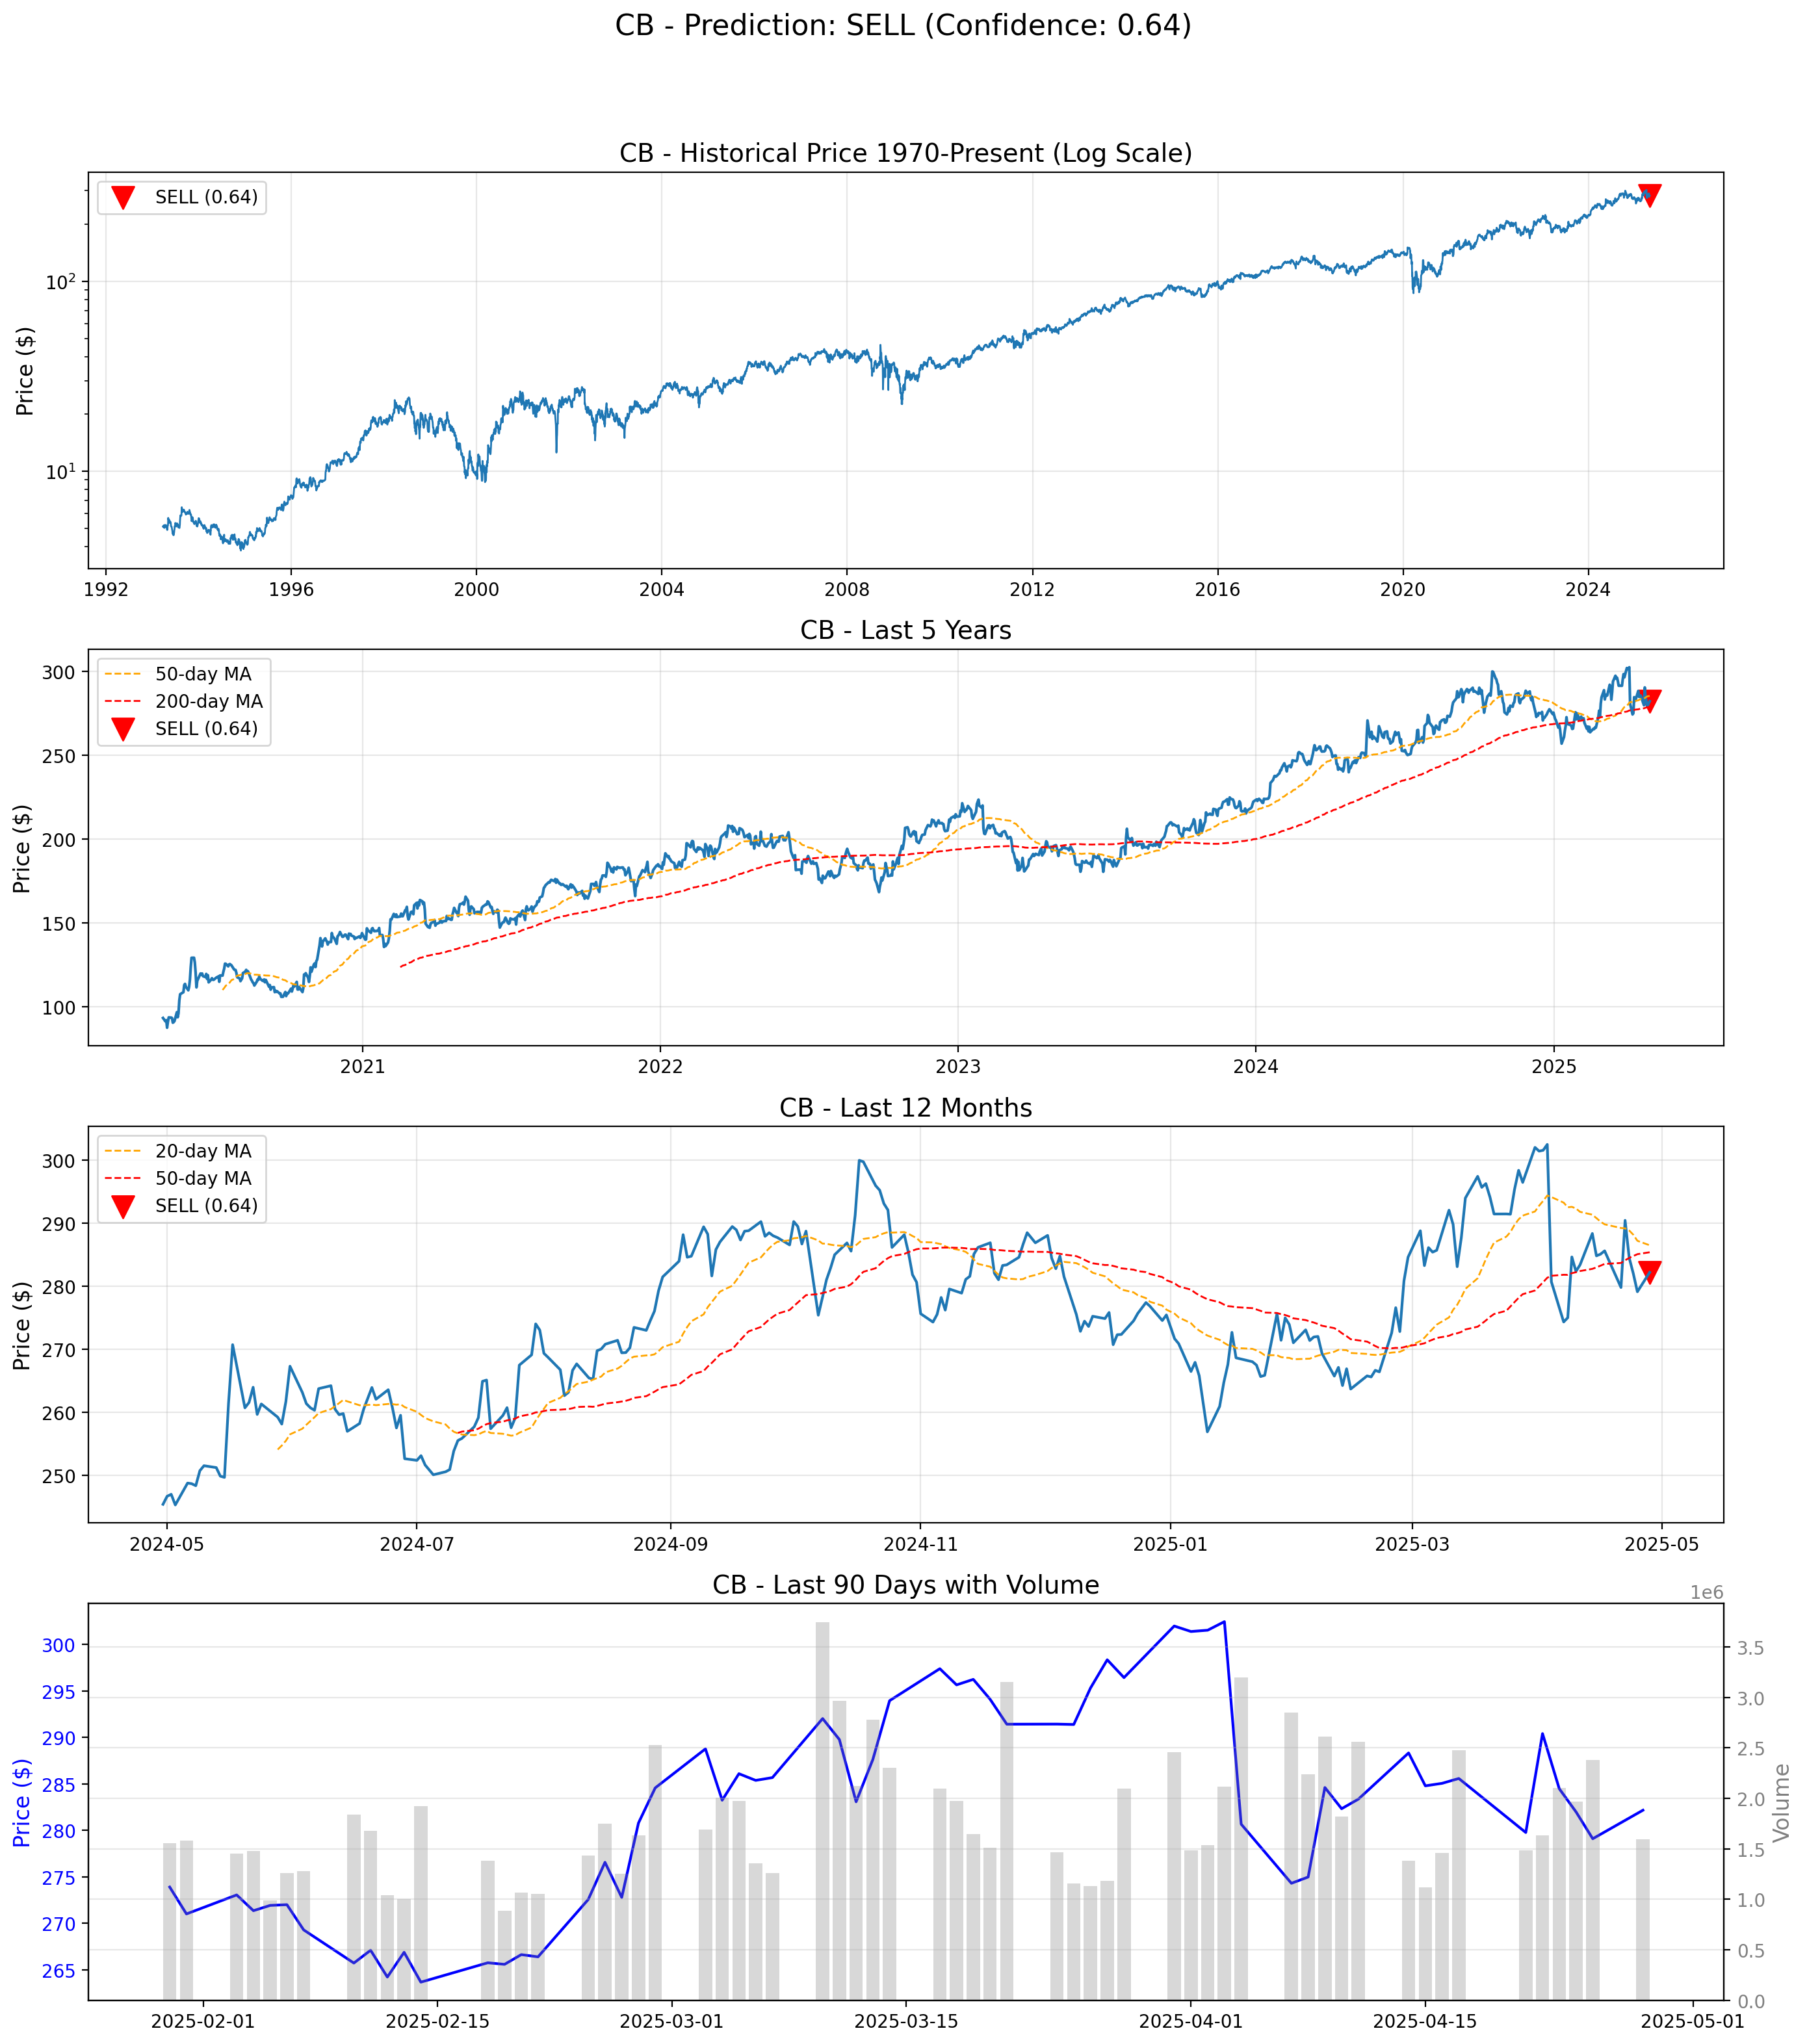 CB - Prediction: SELL (Confidence: 0.64)
CB - Historical Price 1970-Present (Log Scale)
SELL (0.64)
Price ($)
10²
10¹
1992 1996 2000 2004 2008 2012 2016 2020 2024
CB - Last 5 Years
50-day MA
200-day MA
SELL (0.64)
Price ($)
300
250
200
150
100
2021 2022 2023 2024 2025
CB - Last 12 Months
20-day MA
50-day MA
SELL (0.64)
Price ($)
300
290
280
270
260
250
2024-05 2024-07 2024-09 2024-11 2025-01 2025-03 2025-05
CB - Last 90 Days with Volume
1e6
Price ($)
300
295
290
285
280
275
270
265
3.5
3.0
2.5
2.0
1.5
1.0
0.5
0.0
Volume
2025-02-01 2025-02-15 2025-03-01 2025-03-15 2025-04-01 2025-04-15 2025-05-01